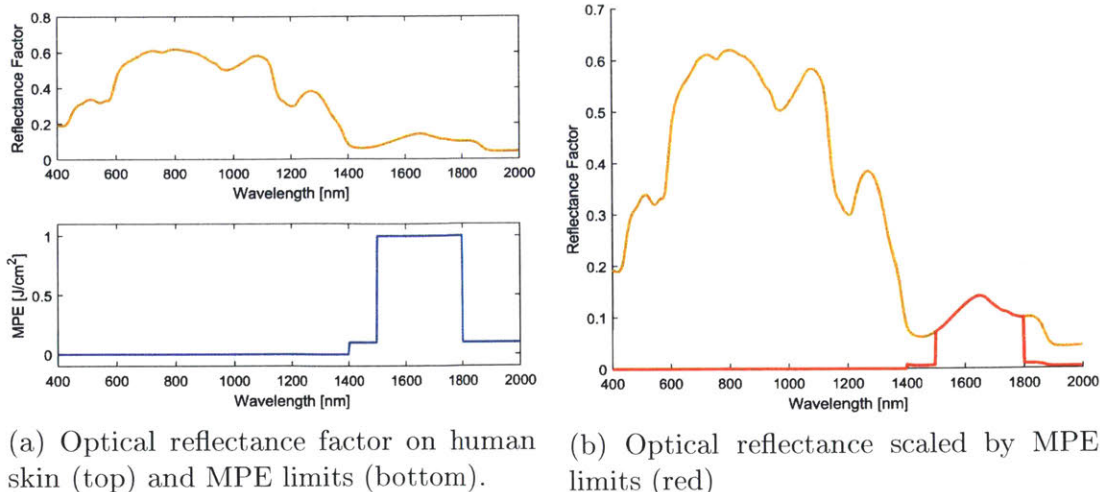 0.8
0.6
0.4
0.2
0
Reflectance Factor
400 600 800 1000 1200 1400 1600 1800 2000
Wavelength [nm]
1
0.5
0
MPE [J/cm²]
400 600 800 1000 1200 1400 1600 1800 2000
Wavelength [nm]
(a) Optical reflectance factor on human
skin (top) and MPE limits (bottom).
0.7
0.6
0.5
0.4
0.3
0.2
0.1
0
Reflectance Factor
400 600 800 1000 1200 1400 1600 1800 2000
Wavelength [nm]
(b) Optical reflectance scaled by MPE
limits (red)